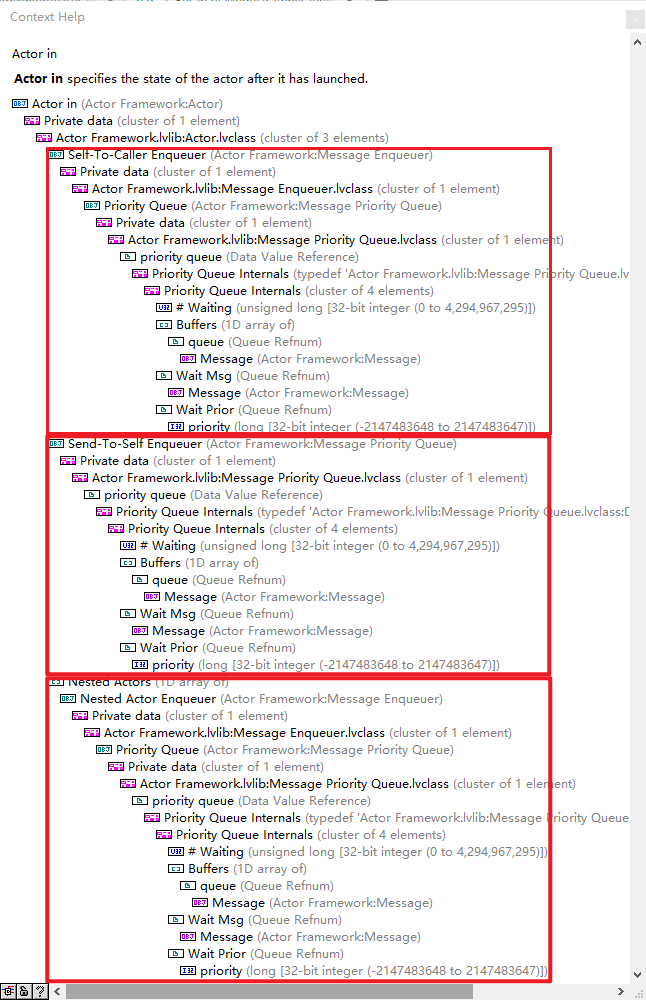 Context Help
Actor in
Actor in specifies the state of the actor after it has launched.
Actor in (Actor Framework:Actor)
Private data (cluster of 1 element)
Actor Framework.lvlib:Actor.lvclass (cluster of 3 elements)
Self-To-Caller Enqueuer (Actor Framework:Message Enqueuer)
Private data (cluster of 1 element)
Actor Framework.lvlib:Message Enqueuer.lvclass (cluster of 1 element)
Priority Queue (Actor Framework:Message Priority Queue)
Private data (cluster of 1 element)
Actor Framework.lvlib:Message Priority Queue.lvclass (cluster of 1 element)
priority queue (Data Value Reference)
Priority Queue Internals (typedef 'Actor Framework.lvlib:Message Priority Queue.lv
Priority Queue Internals (cluster of 4 elements)
U32 # Waiting (unsigned long [32-bit integer (0 to 4,294,967,295)])
Buffers (1D array of)
queue (Queue Refnum)
Message (Actor Framework:Message)
Wait Msg (Queue Refnum)
Message (Actor Framework:Message)
Wait Prior (Queue Refnum)
I32 priority (long [32-bit integer (-2147483648 to 2147483647)])
Send-To-Self Enqueuer (Actor Framework:Message Priority Queue)
Private data (cluster of 1 element)
Actor Framework.lvlib:Message Priority Queue.lvclass (cluster of 1 element)
priority queue (Data Value Reference)
Priority Queue Internals (typedef 'Actor Framework.lvlib:Message Priority Queue.lvclass:D
Priority Queue Internals (cluster of 4 elements)
U32 # Waiting (unsigned long [32-bit integer (0 to 4,294,967,295)])
Buffers (1D array of)
queue (Queue Refnum)
Message (Actor Framework:Message)
Wait Msg (Queue Refnum)
Message (Actor Framework:Message)
Wait Prior (Queue Refnum)
I32 priority (long [32-bit integer (-2147483648 to 2147483647)])
Nested Actors (1D array of)
Nested Actor Enqueuer (Actor Framework:Message Enqueuer)
Private data (cluster of 1 element)
Actor Framework.lvlib:Message Enqueuer.lvclass (cluster of 1 element)
Priority Queue (Actor Framework:Message Priority Queue)
Private data (cluster of 1 element)
Actor Framework.lvlib:Message Priority Queue.lvclass (cluster of 1 element)
priority queue (Data Value Reference)
Priority Queue Internals (typedef 'Actor Framework.lvlib:Message Priority Queue
Priority Queue Internals (cluster of 4 elements)
U32 # Waiting (unsigned long [32-bit integer (0 to 4,294,967,295)])
Buffers (1D array of)
queue (Queue Refnum)
Message (Actor Framework:Message)
Wait Msg (Queue Refnum)
Message (Actor Framework:Message)
Wait Prior (Queue Refnum)
I32 priority (long [32-bit integer (-2147483648 to 2147483647)])